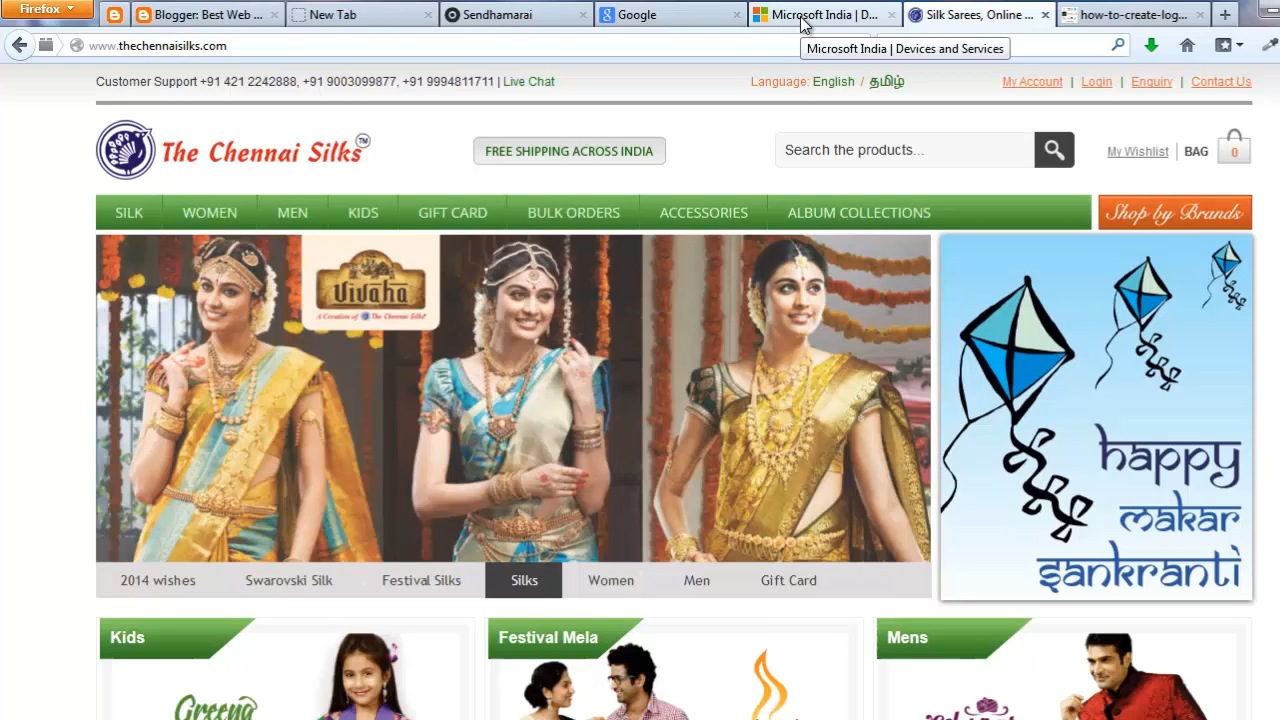 Firefox
Blogger: Best Web ...
New Tab
Sendhamarai
Google
Microsoft India | D...
Silk Sarees, Online ...
how-to-create-log...
www.thechennaisilks.com
Microsoft India | Devices and Services
Customer Support +91 421 2242888, +91 9003099877, +91 9994811711 | Live Chat
Language: English / தமிழ்
My Account | Login | Enquiry | Contact Us
The Chennai Silks TM
FREE SHIPPING ACROSS INDIA
Search the products...
My Wishlist
BAG
0
SILK
WOMEN
MEN
KIDS
GIFT CARD
BULK ORDERS
ACCESSORIES
ALBUM COLLECTIONS
Shop by Brands
Vivaha
A Creation of The Chennai Silks
happy
makar
sankranti
2014 wishes
Swarovski Silk
Festival Silks
Silks
Women
Men
Gift Card
Kids
Festival Mela
Mens